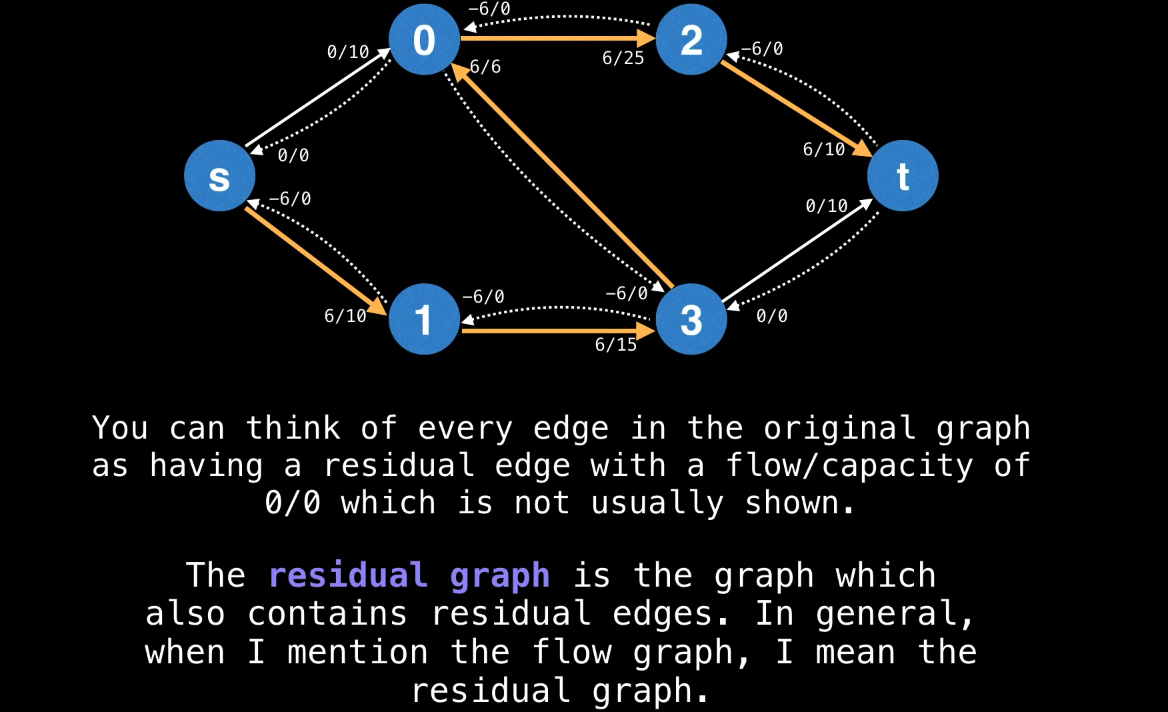 −6/0
0/10
0
6/25
2
−6/0
6/6
0/0
6/10
s
−6/0
t
0/10
6/10
1
−6/0
6/15
−6/0
3
0/0
You can think of every edge in the original graph
as having a residual edge with a flow/capacity of
0/0 which is not usually shown.
The residual graph is the graph which
also contains residual edges. In general,
when I mention the flow graph, I mean the
residual graph.